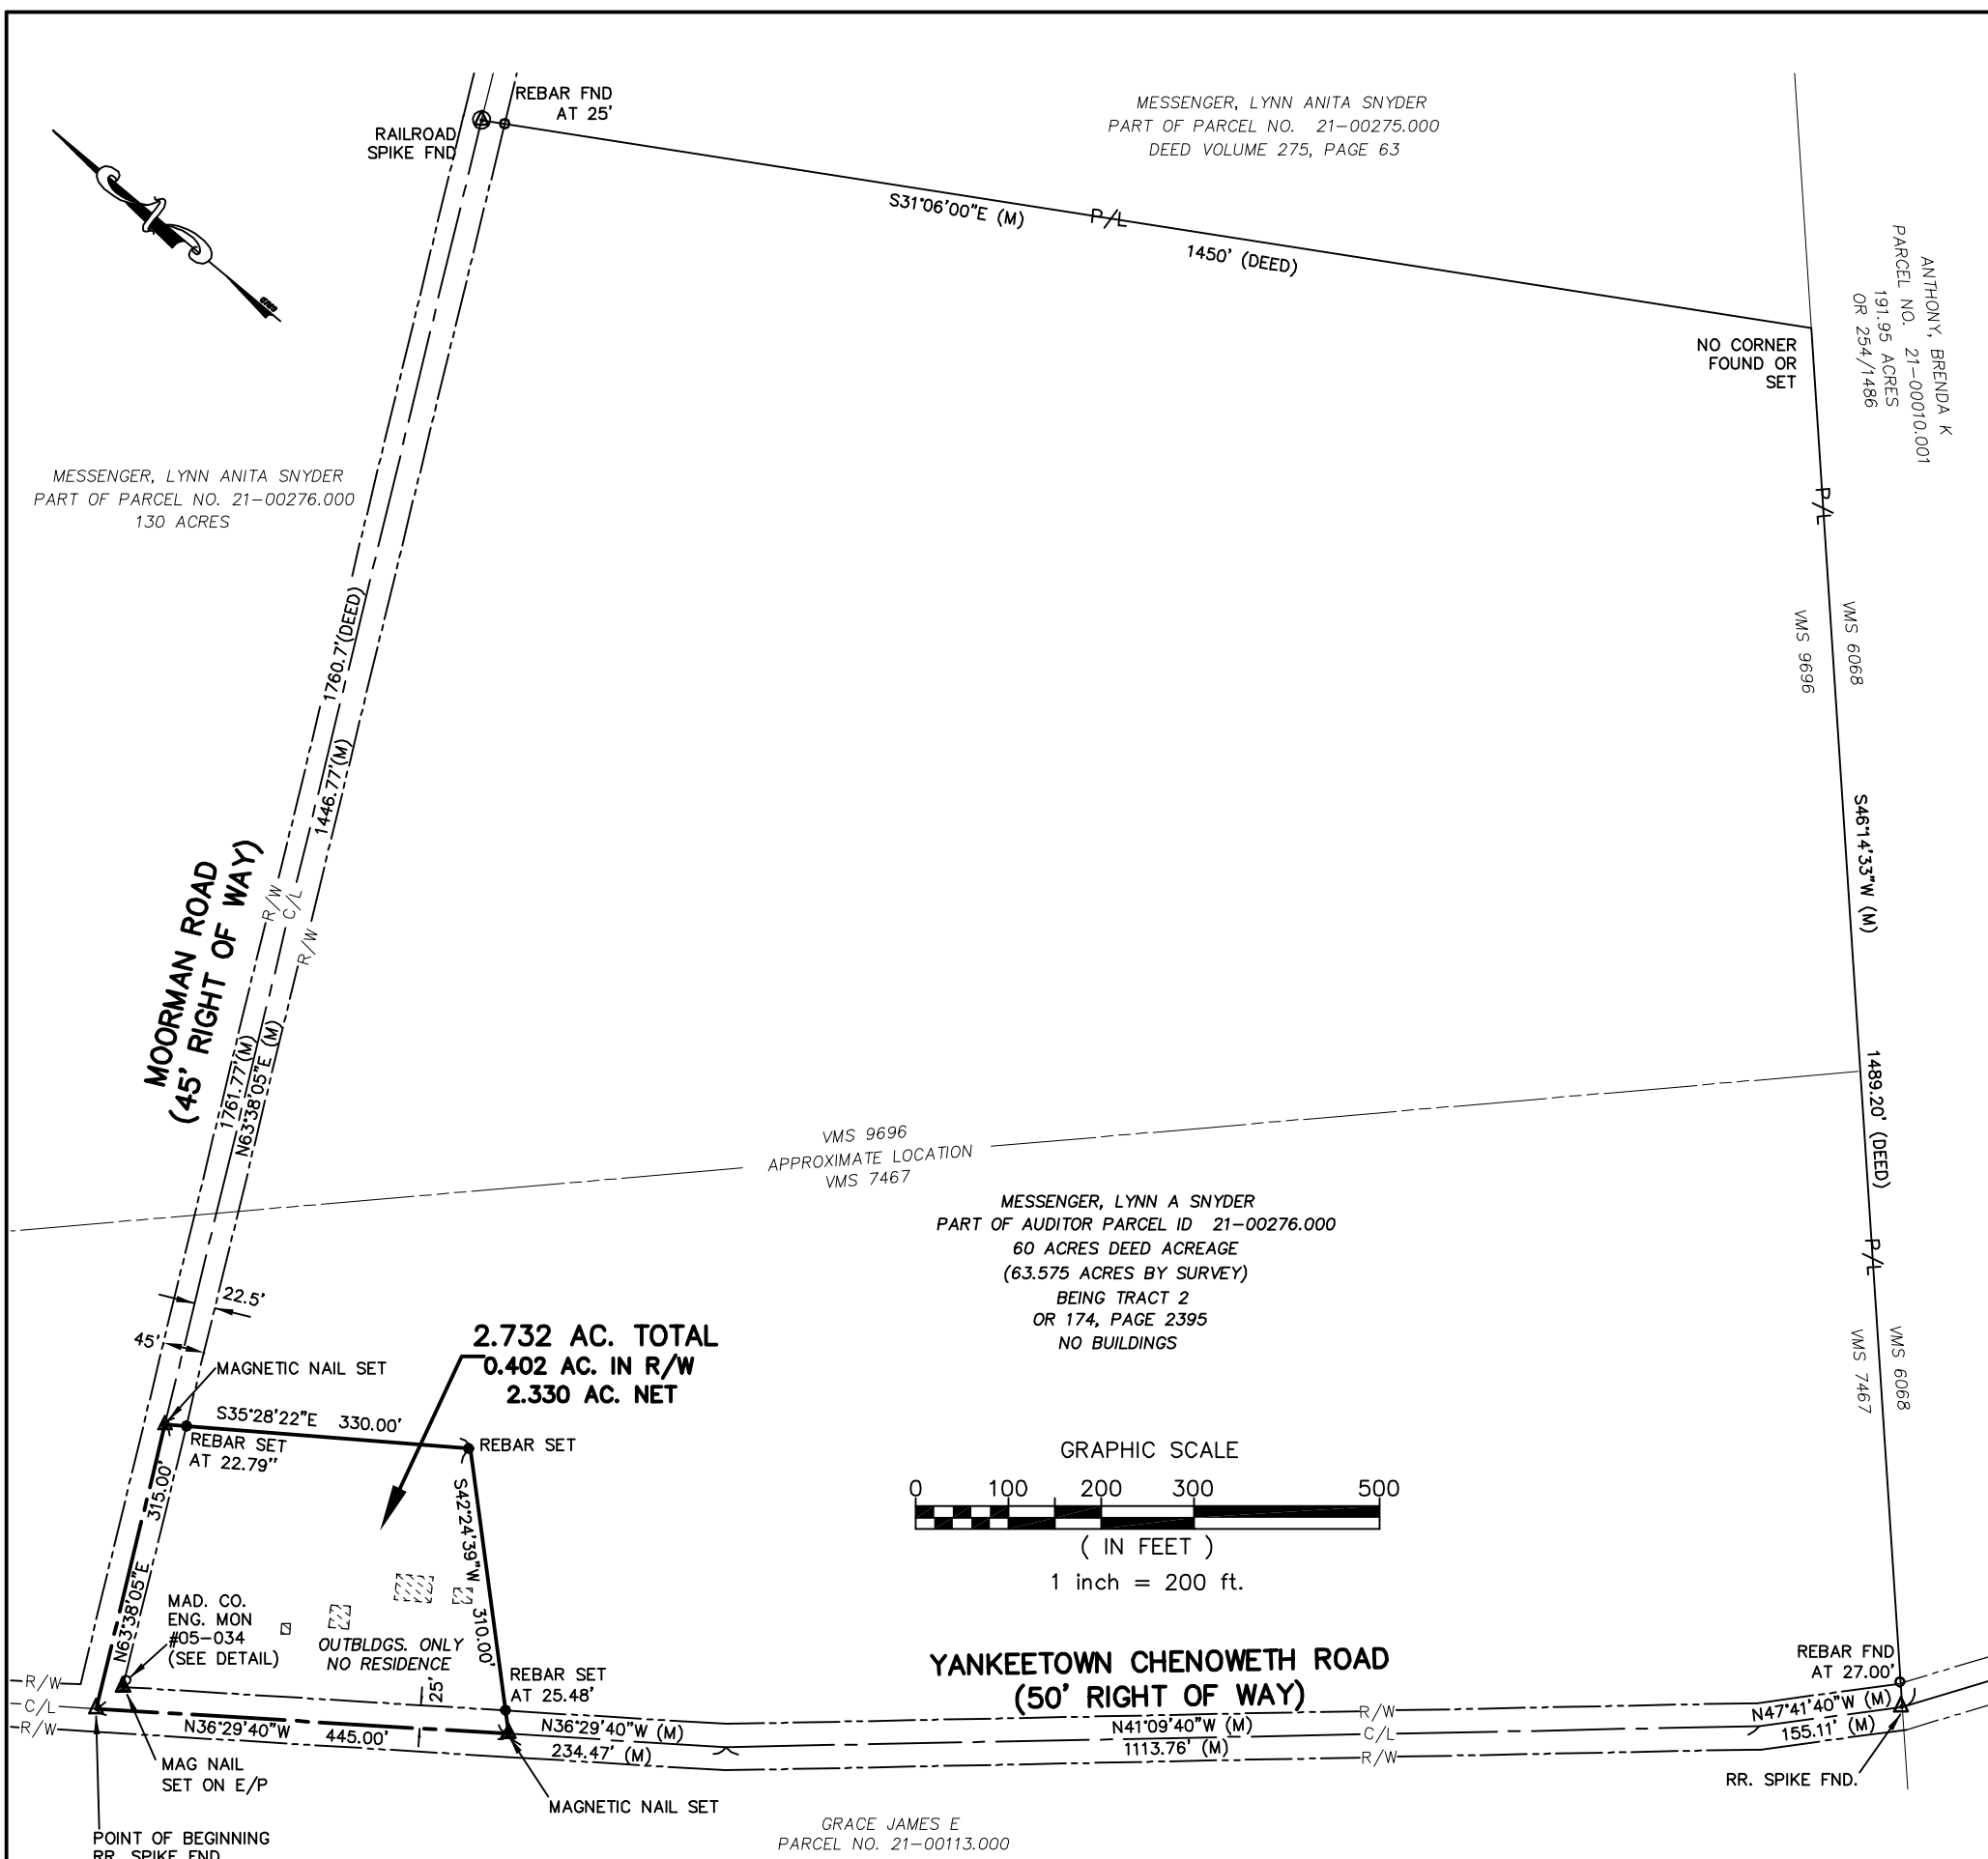 REBAR FND
AT 25'
RAILROAD
SPIKE FND
MESSENGER, LYNN ANITA SNYDER
PART OF PARCEL NO. 21-00275.000
DEED VOLUME 275, PAGE 63
S31°06'00"E (M)
P/L
1450' (DEED)
ANTHONY, BRENDA K
PARCEL NO. 21-00010.001
191.95 ACRES
OR 254/1486
NO CORNER
FOUND OR
SET
MESSENGER, LYNN ANITA SNYDER
PART OF PARCEL NO. 21-00276.000
130 ACRES
P/L
1760.7'(DEED)
1446.77'(M)
VMS 6068
VMS 9696
S46°14'33"W (M)
MOORMAN ROAD
(45' RIGHT OF WAY)
R/W
C/L
R/W
1761.77'(M)
N63°38'05"E (M)
1489.20' (DEED)
VMS 9696
APPROXIMATE LOCATION
VMS 7467
MESSENGER, LYNN A SNYDER
PART OF AUDITOR PARCEL ID 21-00276.000
60 ACRES DEED ACREAGE
(63.575 ACRES BY SURVEY)
BEING TRACT 2
OR 174, PAGE 2395
NO BUILDINGS
P/L
VMS 6068
VMS 7467
22.5'
45'
2.732 AC. TOTAL
0.402 AC. IN R/W
2.330 AC. NET
MAGNETIC NAIL SET
S35°28'22"E 330.00'
REBAR SET
AT 22.79"
REBAR SET
315.00'
N63°38'05"E
S42°24'39"W 310.00'
GRAPHIC SCALE
0 100 200 300 500
( IN FEET )
1 inch = 200 ft.
MAD. CO.
ENG. MON
#05-034
(SEE DETAIL)
OUTBLDGS. ONLY
NO RESIDENCE
25'
REBAR SET
AT 25.48'
YANKEETOWN CHENOWETH ROAD
(50' RIGHT OF WAY)
REBAR FND
AT 27.00'
R/W
C/L
R/W
N36°29'40"W 445.00'
N36°29'40"W (M)
234.47' (M)
N41°09'40"W (M)
1113.76' (M)
R/W
C/L
R/W
N47°41'40"W (M)
155.11' (M)
MAG NAIL
SET ON E/P
MAGNETIC NAIL SET
RR. SPIKE FND.
POINT OF BEGINNING
RR. SPIKE FND.
GRACE JAMES E
PARCEL NO. 21-00113.000